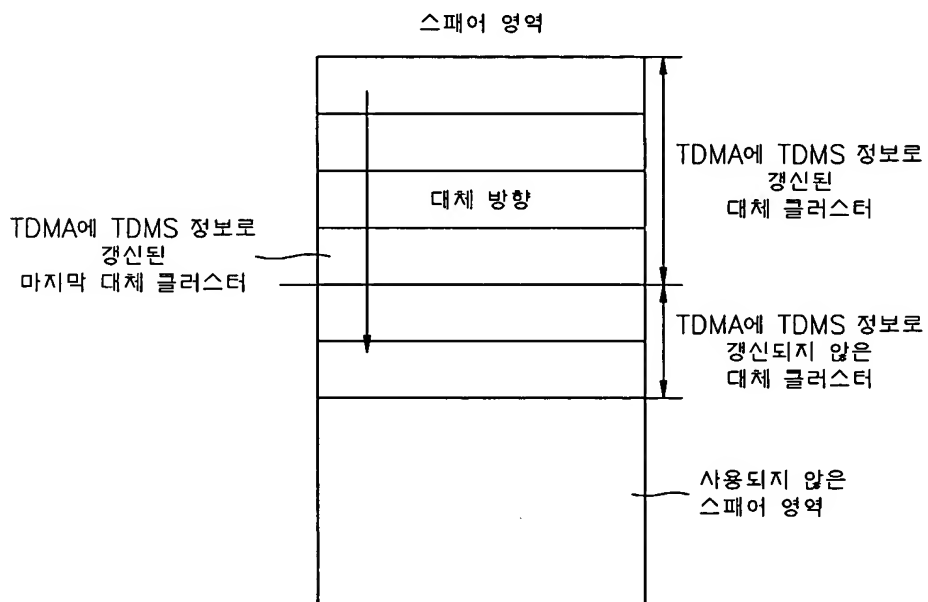 스패어 영역
TDMA에 TDMS 정보로
갱신된
대체 클러스터
대체 방향
TDMA에 TDMS 정보로
갱신된
마지막 대체 클러스터
TDMA에 TDMS 정보로
갱신되지 않은
대체 클러스터
사용되지 않은
스패어 영역